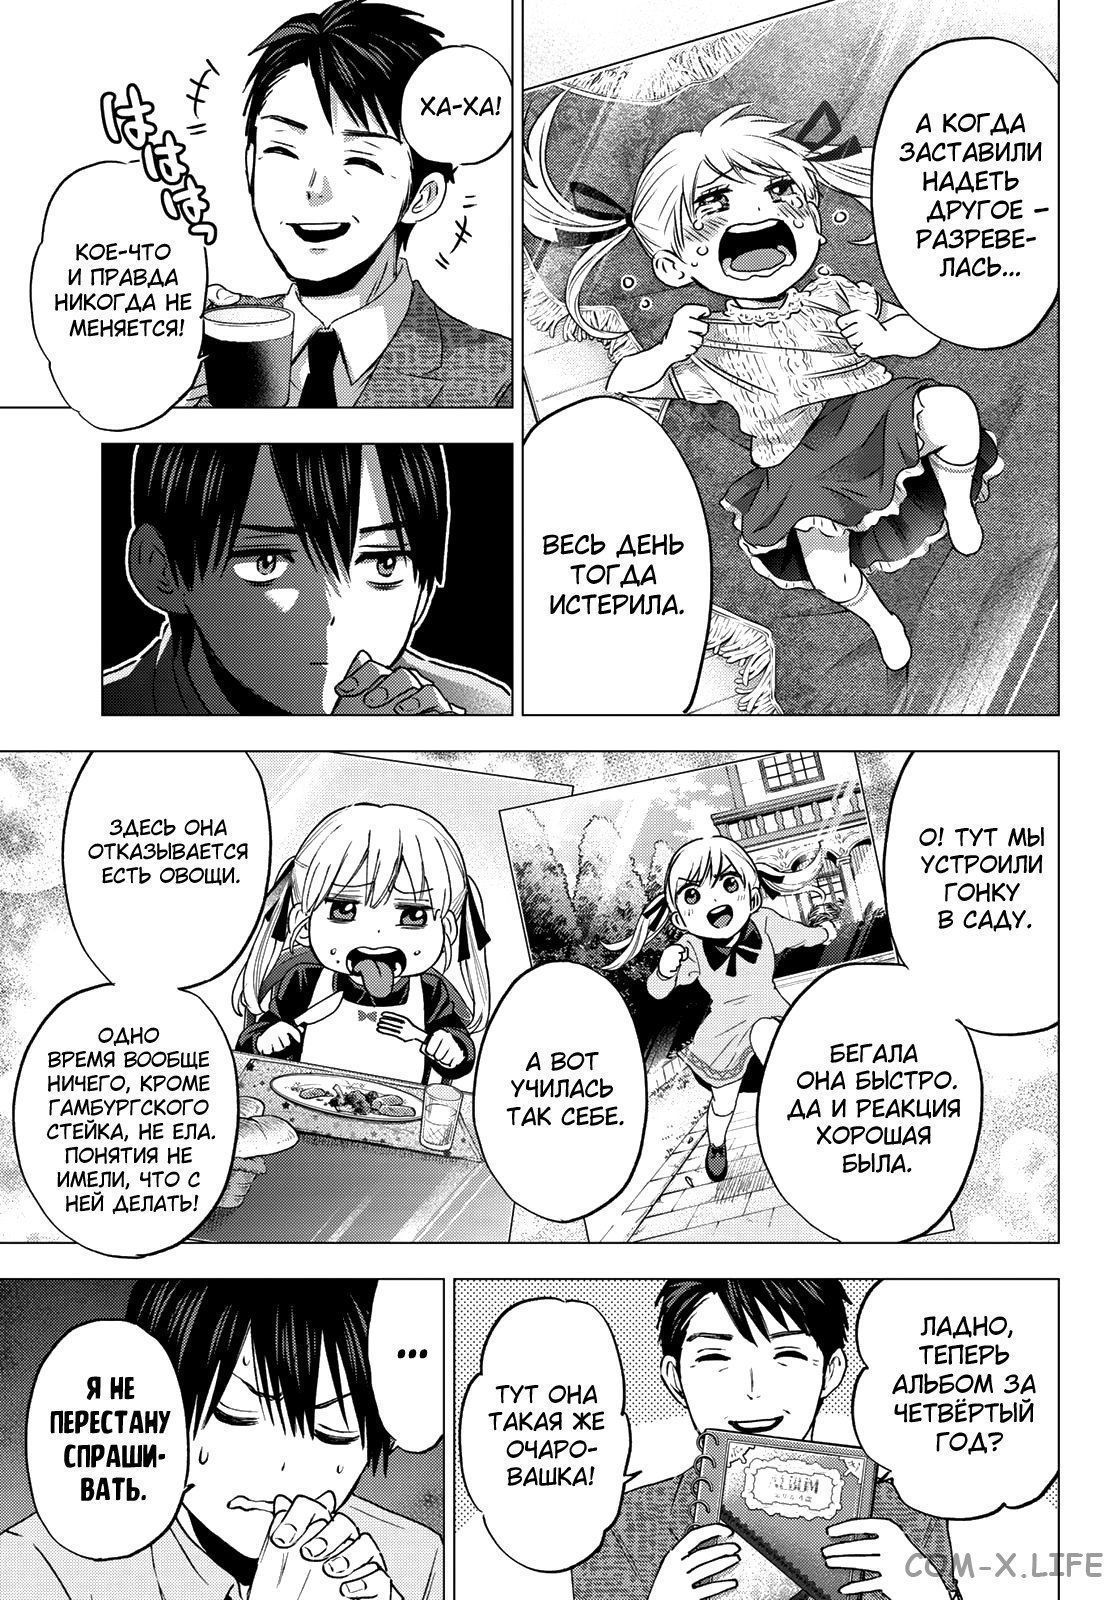 А КОГДА
ЗАСТАВИЛИ
НАДЕТЬ
ДРУГОЕ –
РАЗРЕВЕ-
ЛАСЬ...
ВЕСЬ ДЕНЬ
ТОГДА
ИСТЕРИЛА.
ХА-ХА!
ははは
КОЕ-ЧТО
И ПРАВДА
НИКОГДА НЕ
МЕНЯЕТСЯ!
О! ТУТ МЫ
УСТРОИЛИ
ГОНКУ
В САДУ.
БЕГАЛА
ОНА БЫСТРО.
ДА И РЕАКЦИЯ
ХОРОШАЯ
БЫЛА.
А ВОТ
УЧИЛАСЬ
ТАК СЕБЕ.
ЗДЕСЬ ОНА
ОТКАЗЫВАЕТСЯ
ЕСТЬ ОВОЩИ.
ОДНО
ВРЕМЯ ВООБЩЕ
НИЧЕГО, КРОМЕ
ГАМБУРГСКОГО
СТЕЙКА, НЕ ЕЛА.
ПОНЯТИЯ НЕ
ИМЕЛИ, ЧТО С
НЕЙ ДЕЛАТЬ!
ЛАДНО,
ТЕПЕРЬ
АЛЬБОМ ЗА
ЧЕТВЁРТЫЙ
ГОД?
ТУТ ОНА
ТАКАЯ ЖЕ
ОЧАРО-
ВАШКА!
ALBUM
...
Я НЕ
ПЕРЕСТАНУ
СПРАШИ-
ВАТЬ.
COM-X.LIFE